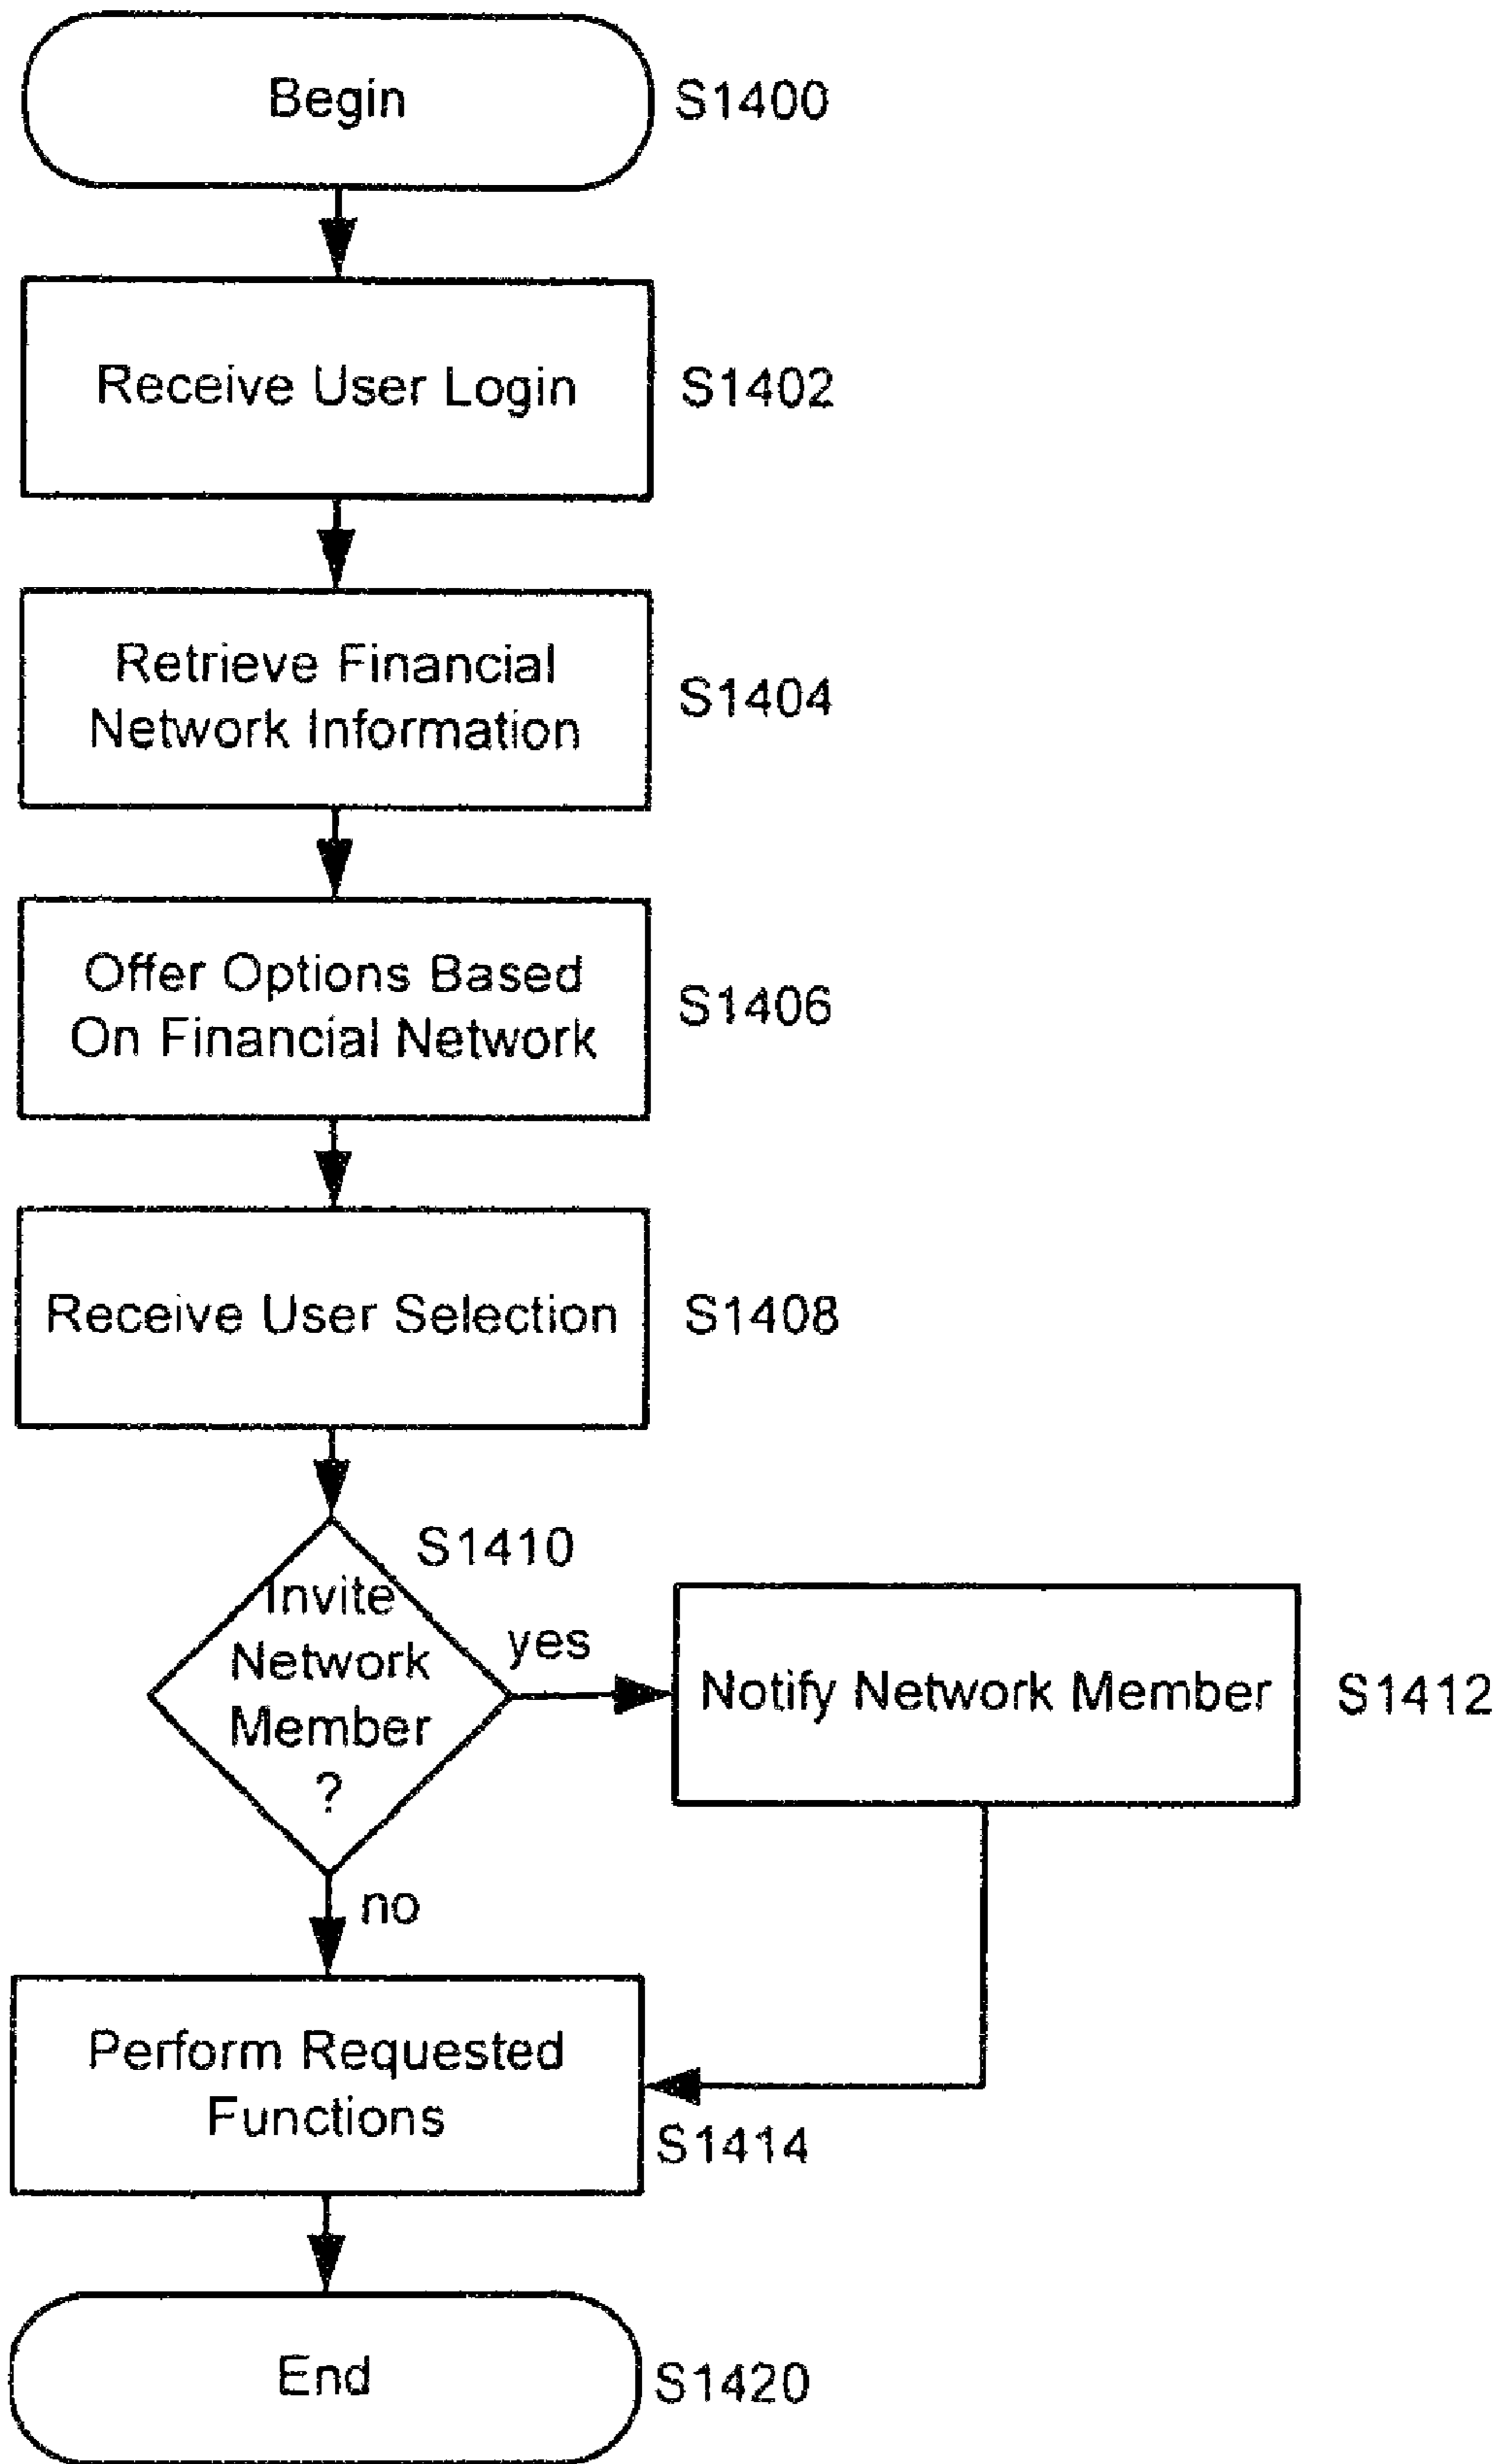 Begin
S1400
Receive User Login
S1402
Retrieve Financial
Network Information
S1404
Offer Options Based
On Financial Network
S1406
Receive User Selection
S1408
S1410
Invite
Network
Member
?
yes
Notify Network Member
S1412
no
Perform Requested
Functions
S1414
End
S1420